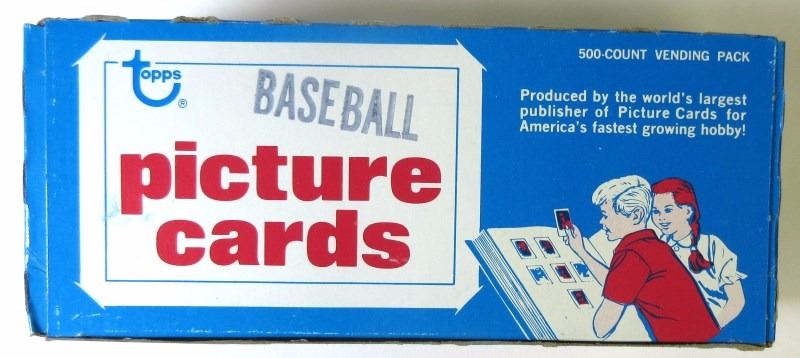 topps®
BASEBALL
picture
cards
500-COUNT VENDING PACK
Produced by the world's largest
publisher of Picture Cards for
America's fastest growing hobby!